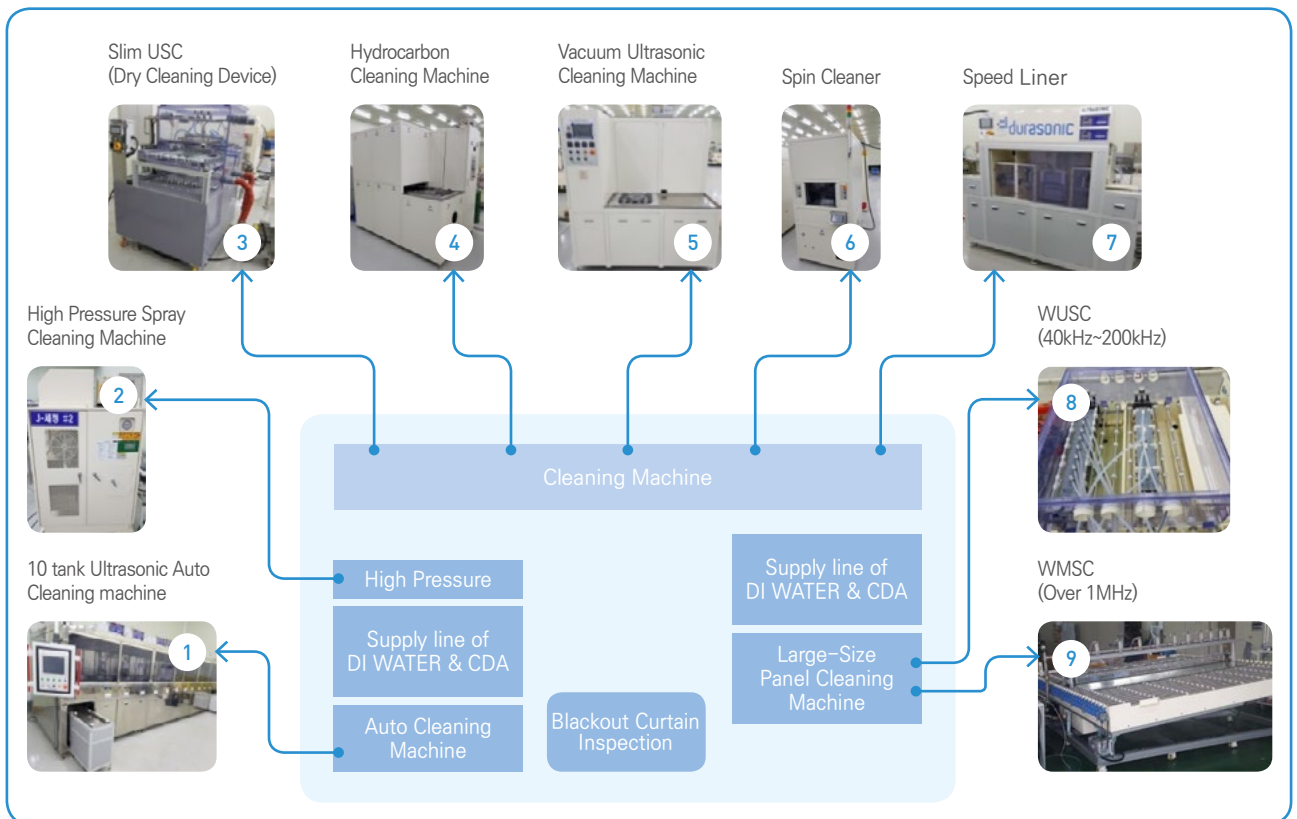 Slim USC
(Dry Cleaning Device)
Hydrocarbon
Cleaning Machine
Vacuum Ultrasonic
Cleaning Machine
Spin Cleaner
Speed Liner
durasonic
3
4
5
6
7
High Pressure Spray
Cleaning Machine
2
J-세정 #2
WUSC
(40kHz~200kHz)
8
Cleaning Machine
10 tank Ultrasonic Auto
Cleaning machine
1
High Pressure
Supply line of
DI WATER & CDA
Auto Cleaning
Machine
Blackout Curtain
Inspection
Supply line of
DI WATER & CDA
Large-Size
Panel Cleaning
Machine
WMSC
(Over 1MHz)
9